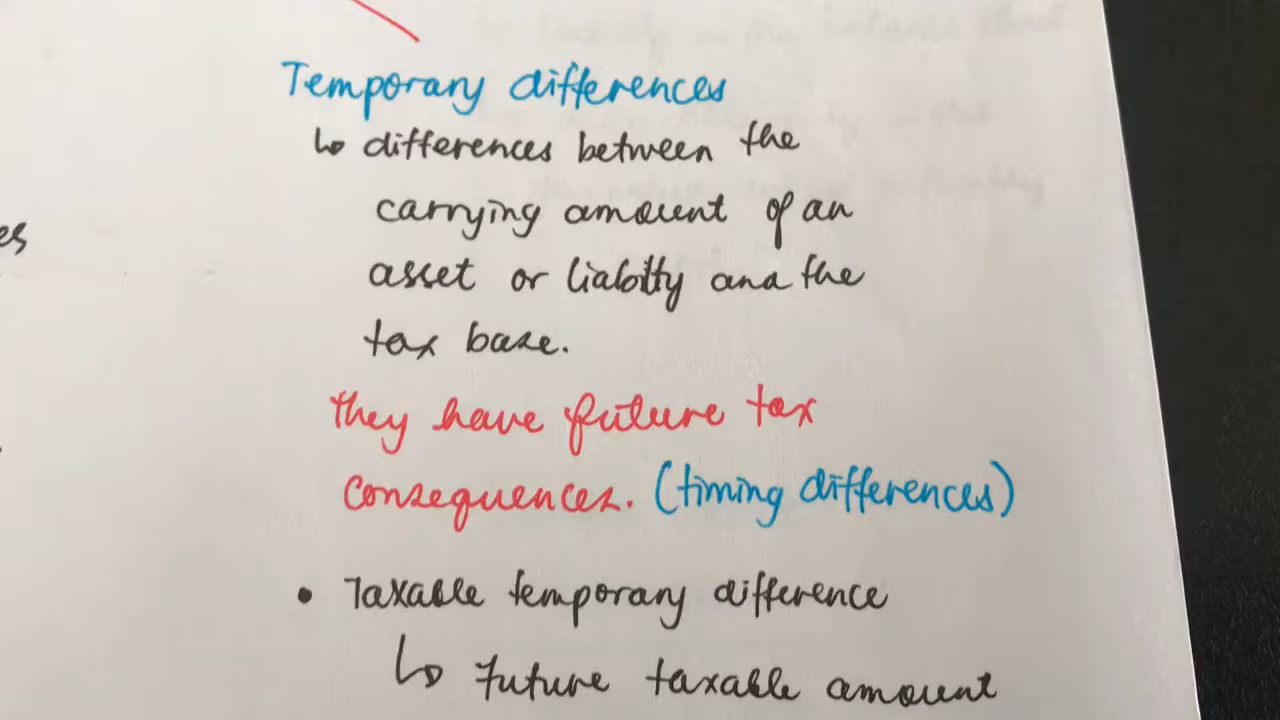 Temporary differences
↳ differences between the
carrying amount of an
asset or liability and the
tax base.
they have future tax
consequences. (timing differences)
• Taxable temporary difference
↳ future taxable amount
es